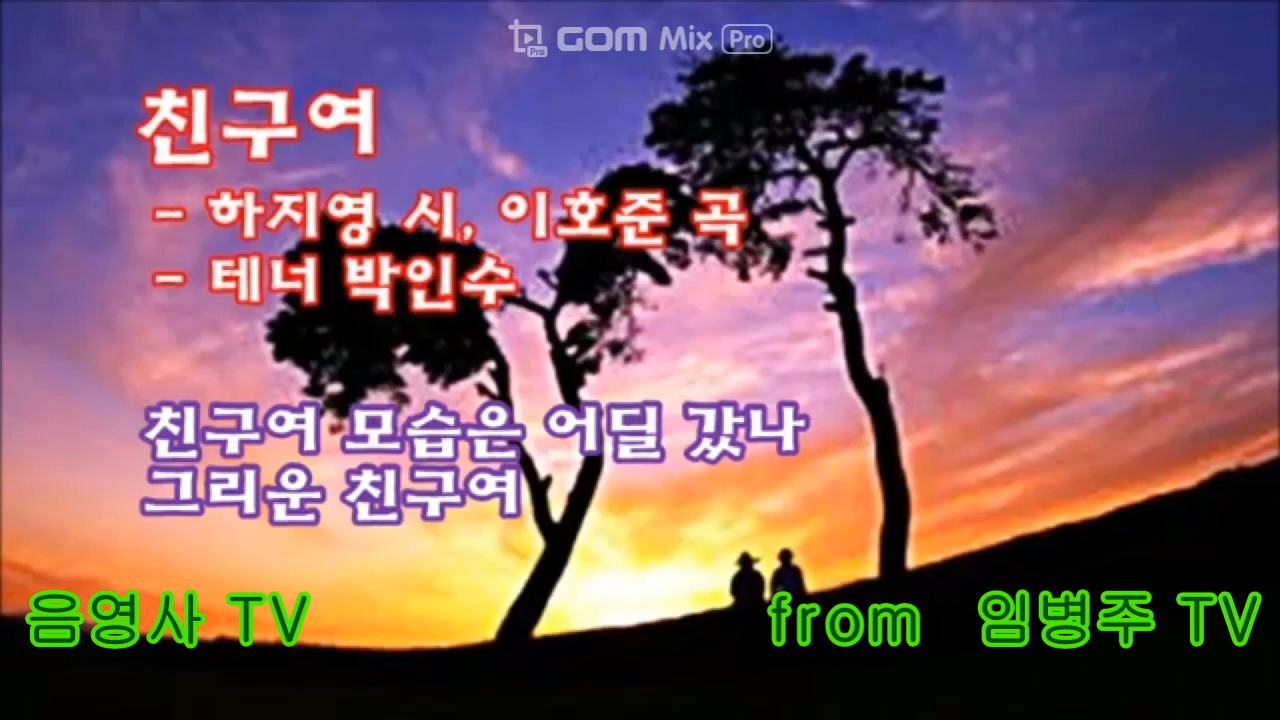 GOM Mix Pro
친구여
- 하지영 시, 이호준 곡
- 테너 박인수
친구여 모습은 어딜 갔나
그리운 친구여
음영사 TV
from 임병주 TV